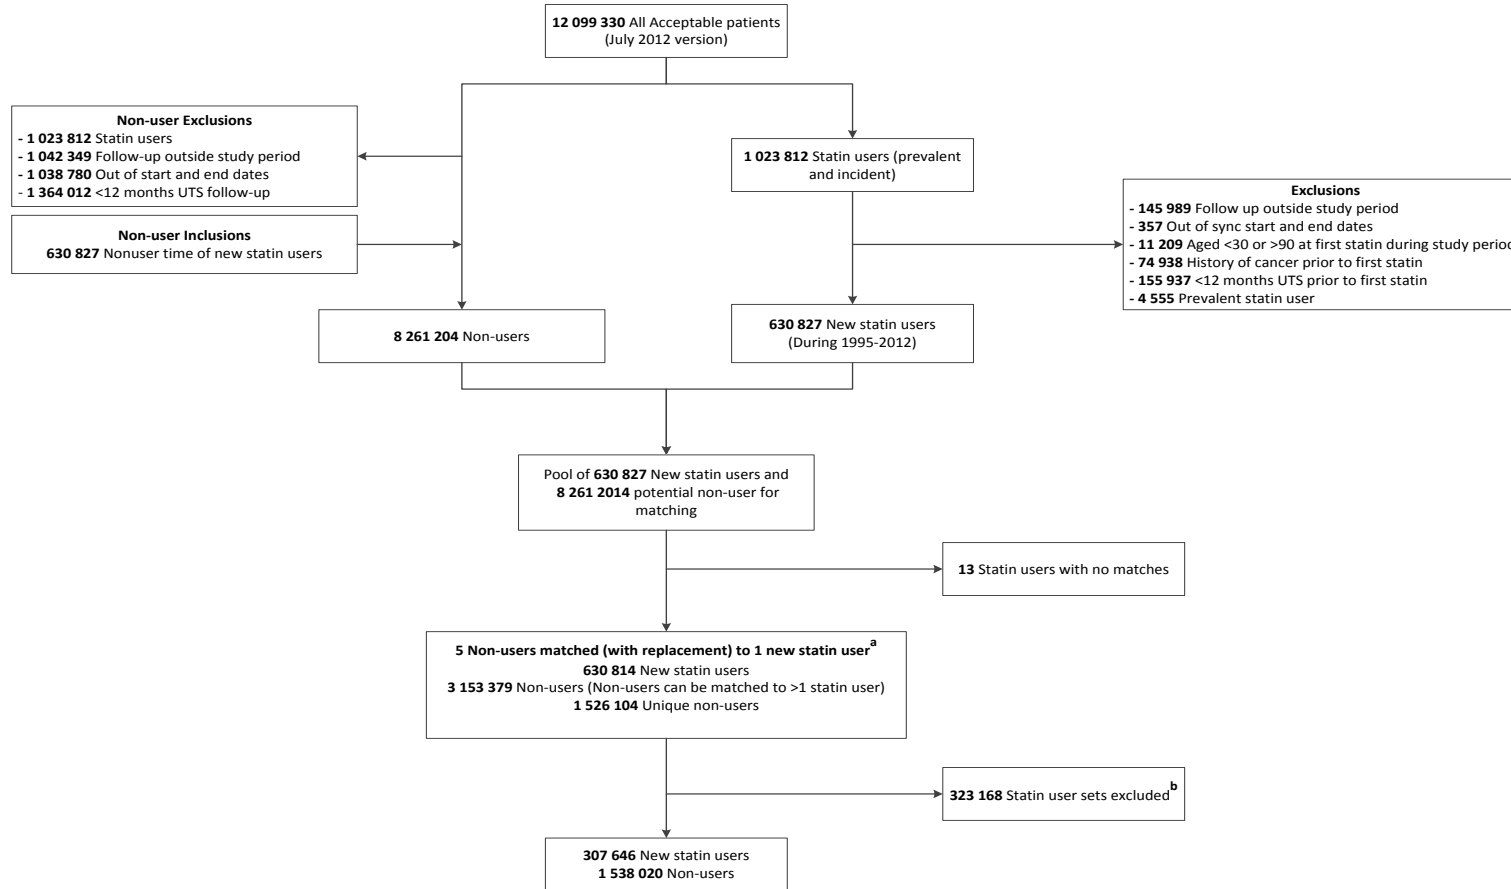 12 099 330 All Acceptable patients
(July 2012 version)
Non-user Exclusions
- 1 023 812 Statin users
- 1 042 349 Follow-up outside study period
- 1 038 780 Out of start and end dates
- 1 364 012 <12 months UTS follow-up
1 023 812 Statin users (prevalent
and incident)
Exclusions
- 145 989 Follow up outside study period
- 357 Out of sync start and end dates
- 11 209 Aged <30 or >90 at first statin during study period
- 74 938 History of cancer prior to first statin
- 155 937 <12 months UTS prior to first statin
- 4 555 Prevalent statin user
Non-user Inclusions
630 827 Nonuser time of new statin users
8 261 204 Non-users
630 827 New statin users
(During 1995-2012)
Pool of 630 827 New statin users and
8 261 2014 potential non-user for
matching
13 Statin users with no matches
5 Non-users matched (with replacement) to 1 new statin user a
630 814 New statin users
3 153 379 Non-users (Non-users can be matched to >1 statin user)
1 526 104 Unique non-users
323 168 Statin user sets excluded b
307 646 New statin users
1 538 020 Non-users